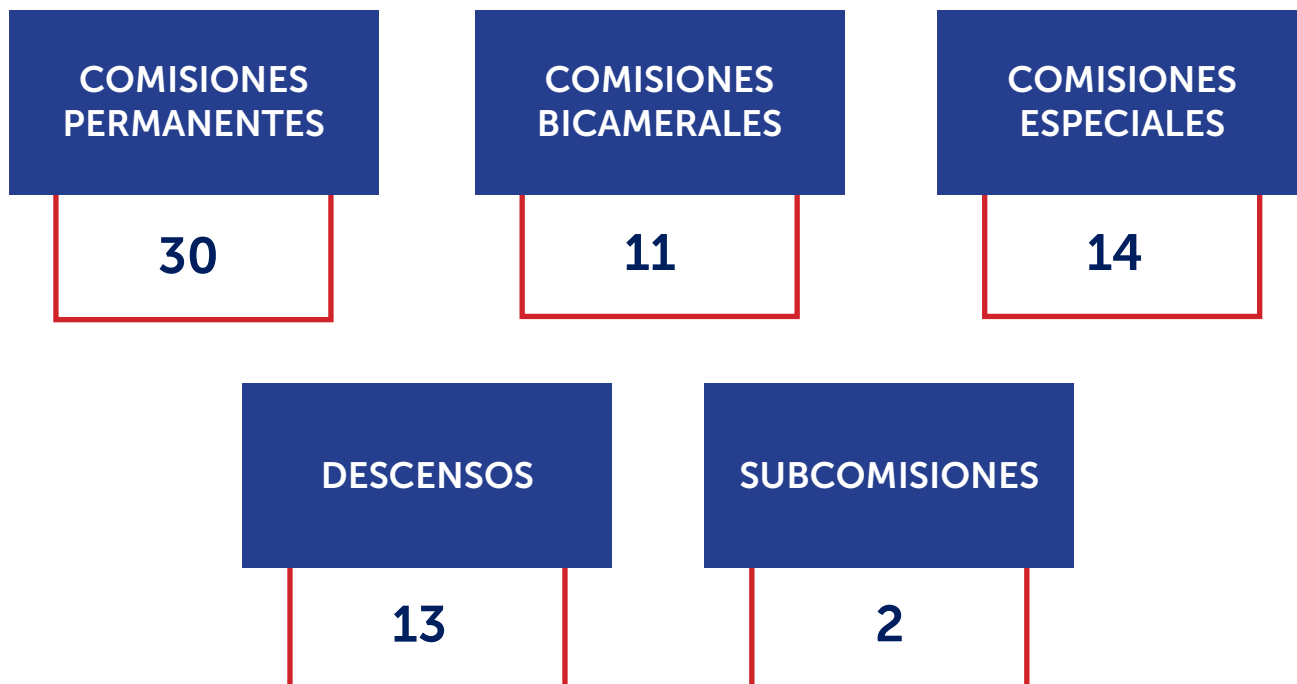 COMISIONES
PERMANENTES
30
COMISIONES
BICAMERALES
11
COMISIONES
ESPECIALES
14
DESCENSOS
13
SUBCOMISIONES
2